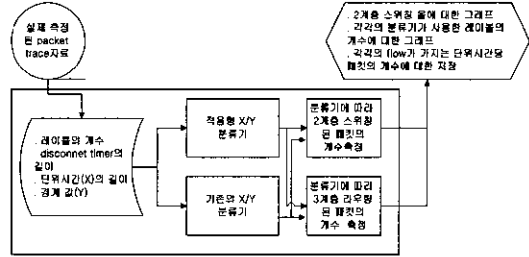 실제 측정
된 packet
trace자료
. 2계층 스위칭 율에 대한 그래프
. 각각의 분류기가 사용한 레이블의
개수에 대한 그래프
. 각각의 flow가 가지는 단위시간당
패킷의 개수에 대한 저장
. 레이블의 개수
disconnet timer의
길이
. 단위시간(X)의 길이
. 경계 값(Y)
적응형 X/Y
분류기
기존의 X/Y
분류기
분류기에 따라
2계층 스위칭
된 패킷의
개수측정
분류기에 따라
3계층 라우팅
된 패킷의
개수 측정